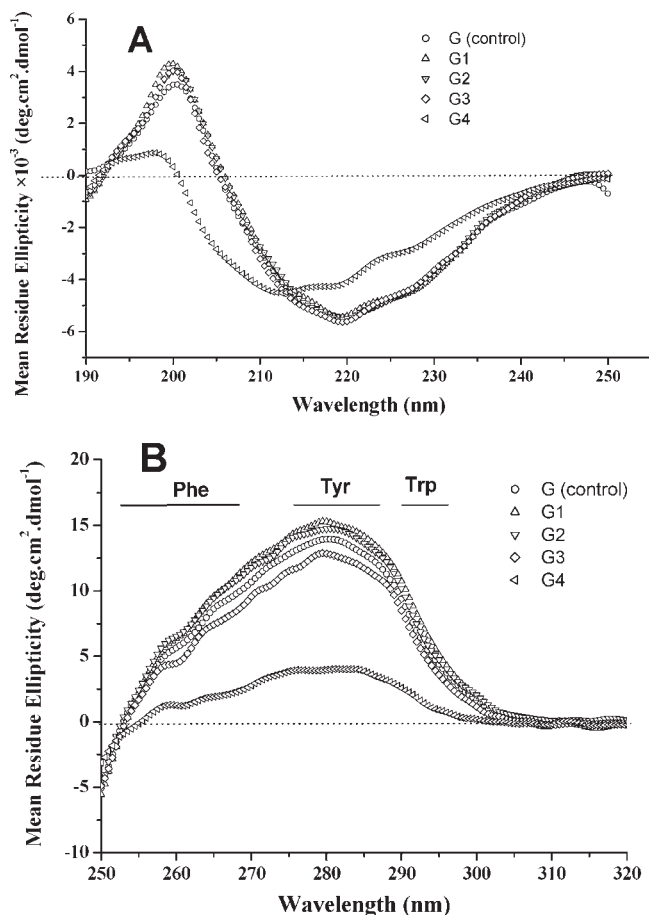 A
G (control)
G1
G2
G3
G4
Mean Residue Ellipticity ×10⁻³ (deg.cm².dmol⁻¹)
4
2
0
-2
-4
-6
190 200 210 220 230 240 250
Wavelength (nm)
B
Phe Tyr Trp
G (control)
G1
G2
G3
G4
Mean Residue Ellipticity (deg.cm².dmol⁻¹)
20
15
10
5
0
-5
-10
250 260 270 280 290 300 310 320
Wavelength (nm)